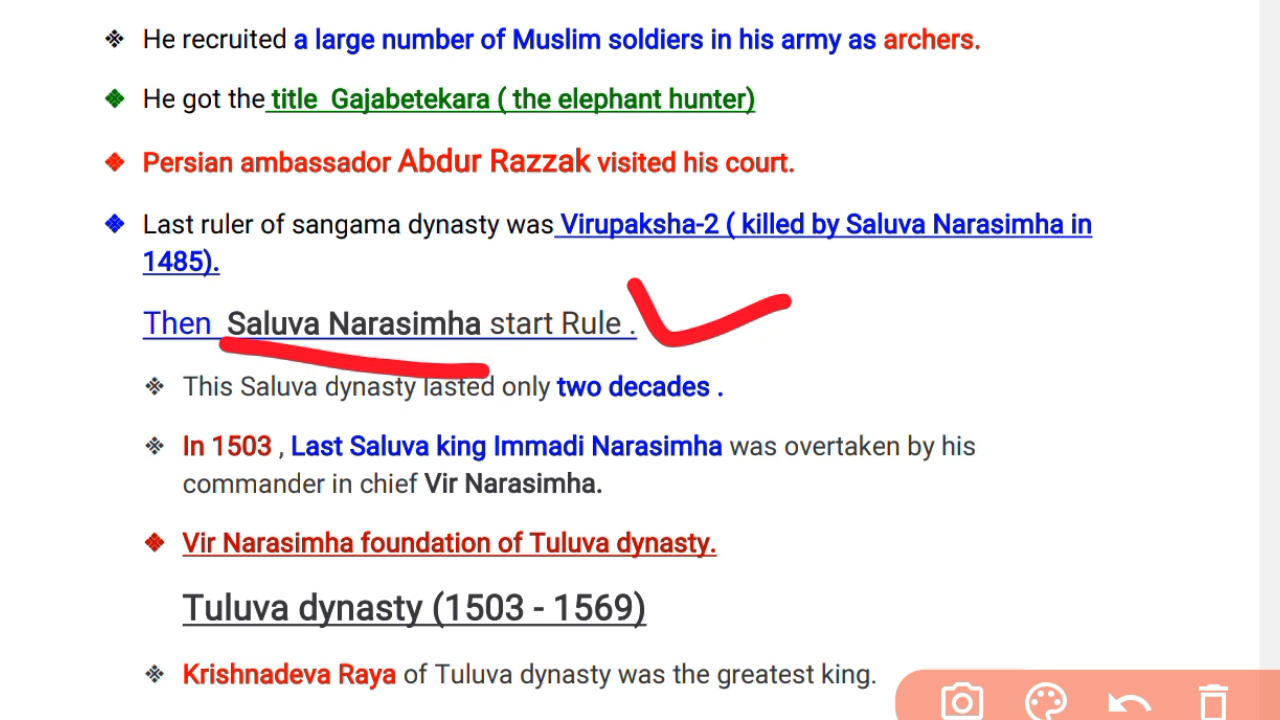 He recruited a large number of Muslim soldiers in his army as archers.
He got the title Gajabetekara ( the elephant hunter)
Persian ambassador Abdur Razzak visited his court.
Last ruler of sangama dynasty was Virupaksha-2 ( killed by Saluva Narasimha in
1485).
Then Saluva Narasimha start Rule .
This Saluva dynasty lasted only two decades .
In 1503 , Last Saluva king Immadi Narasimha was overtaken by his
commander in chief Vir Narasimha.
Vir Narasimha foundation of Tuluva dynasty.
Tuluva dynasty (1503 - 1569)
Krishnadeva Raya of Tuluva dynasty was the greatest king.